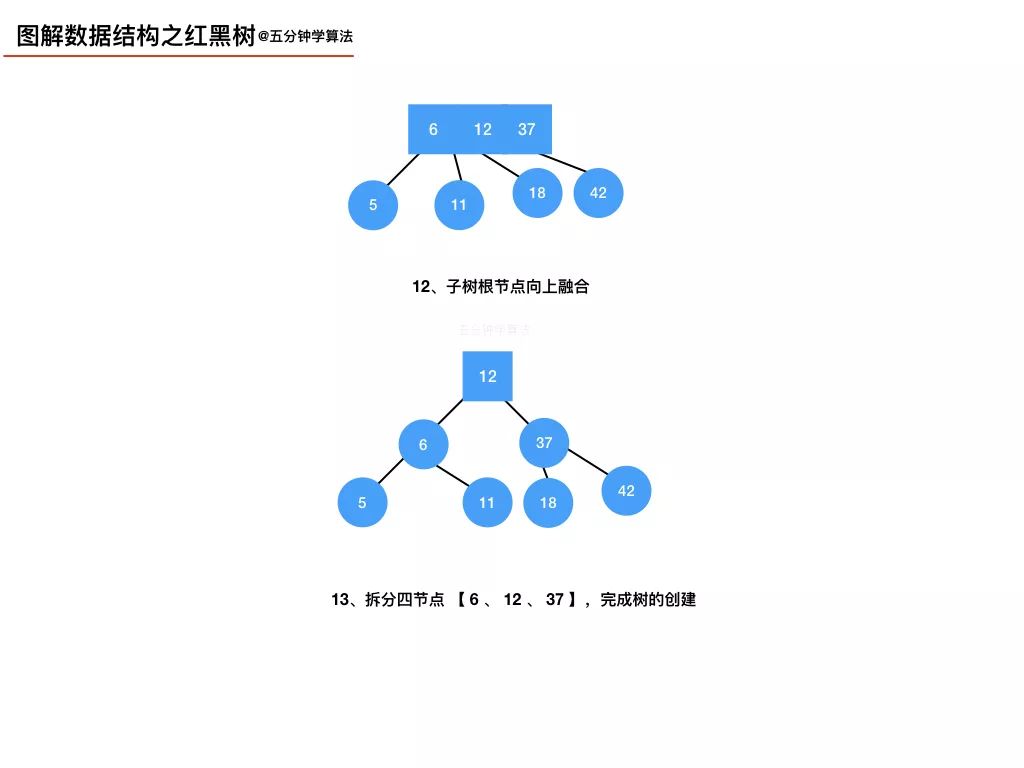 图解数据结构之红黑树@五分钟学算法
6 12 37
5 11 18 42
12、子树根节点向上融合
五分钟学算法
12
6 37
5 11 18 42
13、拆分四节点 【 6 、 12 、 37 】，完成树的创建